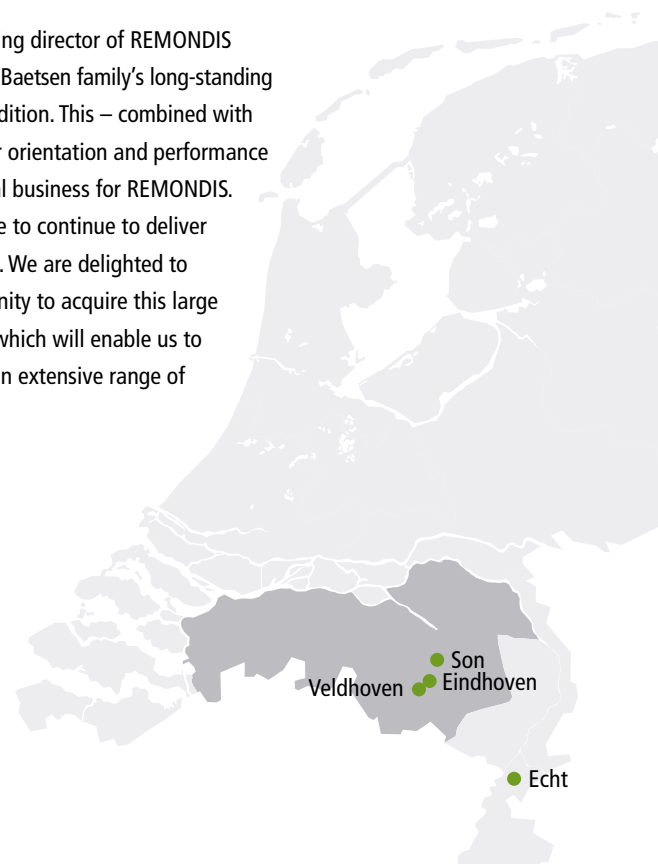 ing director of REMONDIS
Baetsen family's long-standing
dition. This – combined with
r orientation and performance
l business for REMONDIS.
e to continue to deliver
. We are delighted to
nity to acquire this large
which will enable us to
n extensive range of
Son
Eindhoven
Veldhoven
Echt